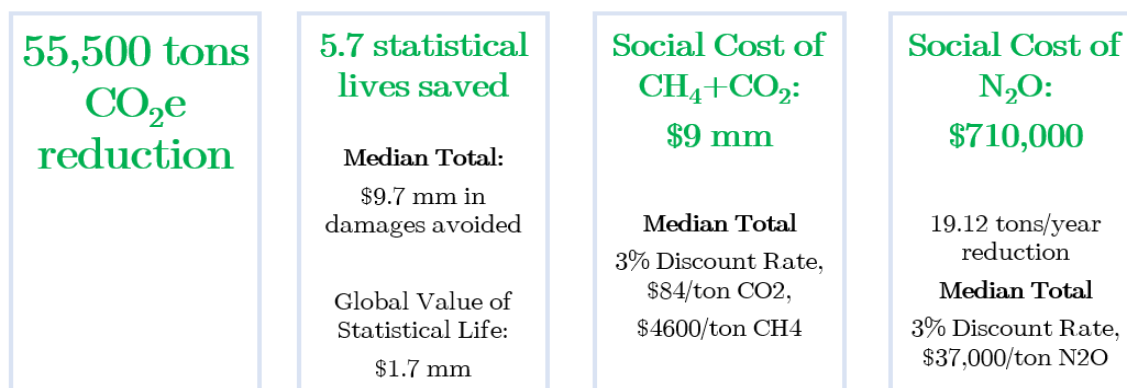 55,500 tons
CO₂e
reduction
5.7 statistical
lives saved
Median Total:
$9.7 mm in
damages avoided
Global Value of
Statistical Life:
$1.7 mm
Social Cost of
CH₄+CO₂:
$9 mm
Median Total
3% Discount Rate,
$84/ton CO2,
$4600/ton CH4
Social Cost of
N₂O:
$710,000
19.12 tons/year
reduction
Median Total
3% Discount Rate,
$37,000/ton N2O